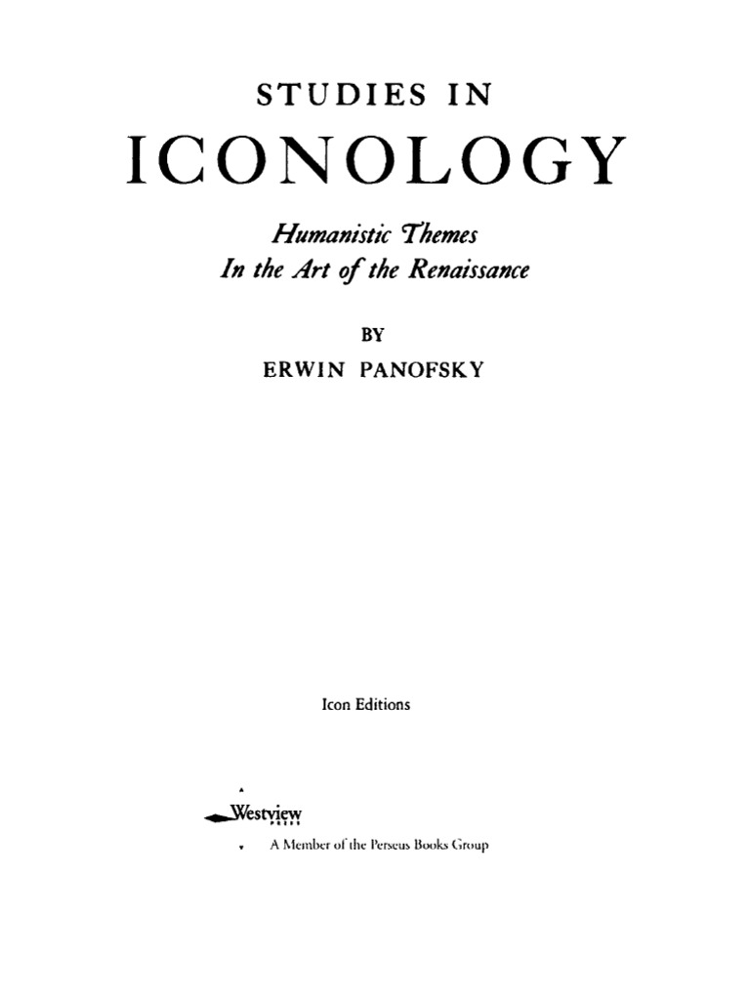 STUDIES IN
ICONOLOGY
Humanistic Themes
In the Art of the Renaissance
BY
ERWIN PANOFSKY
Icon Editions
Westview
PRESS
A Member of the Perseus Books Group